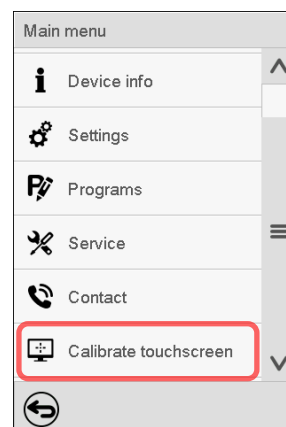 Main menu
Device info
Settings
Programs
Service
Contact
Calibrate touchscreen